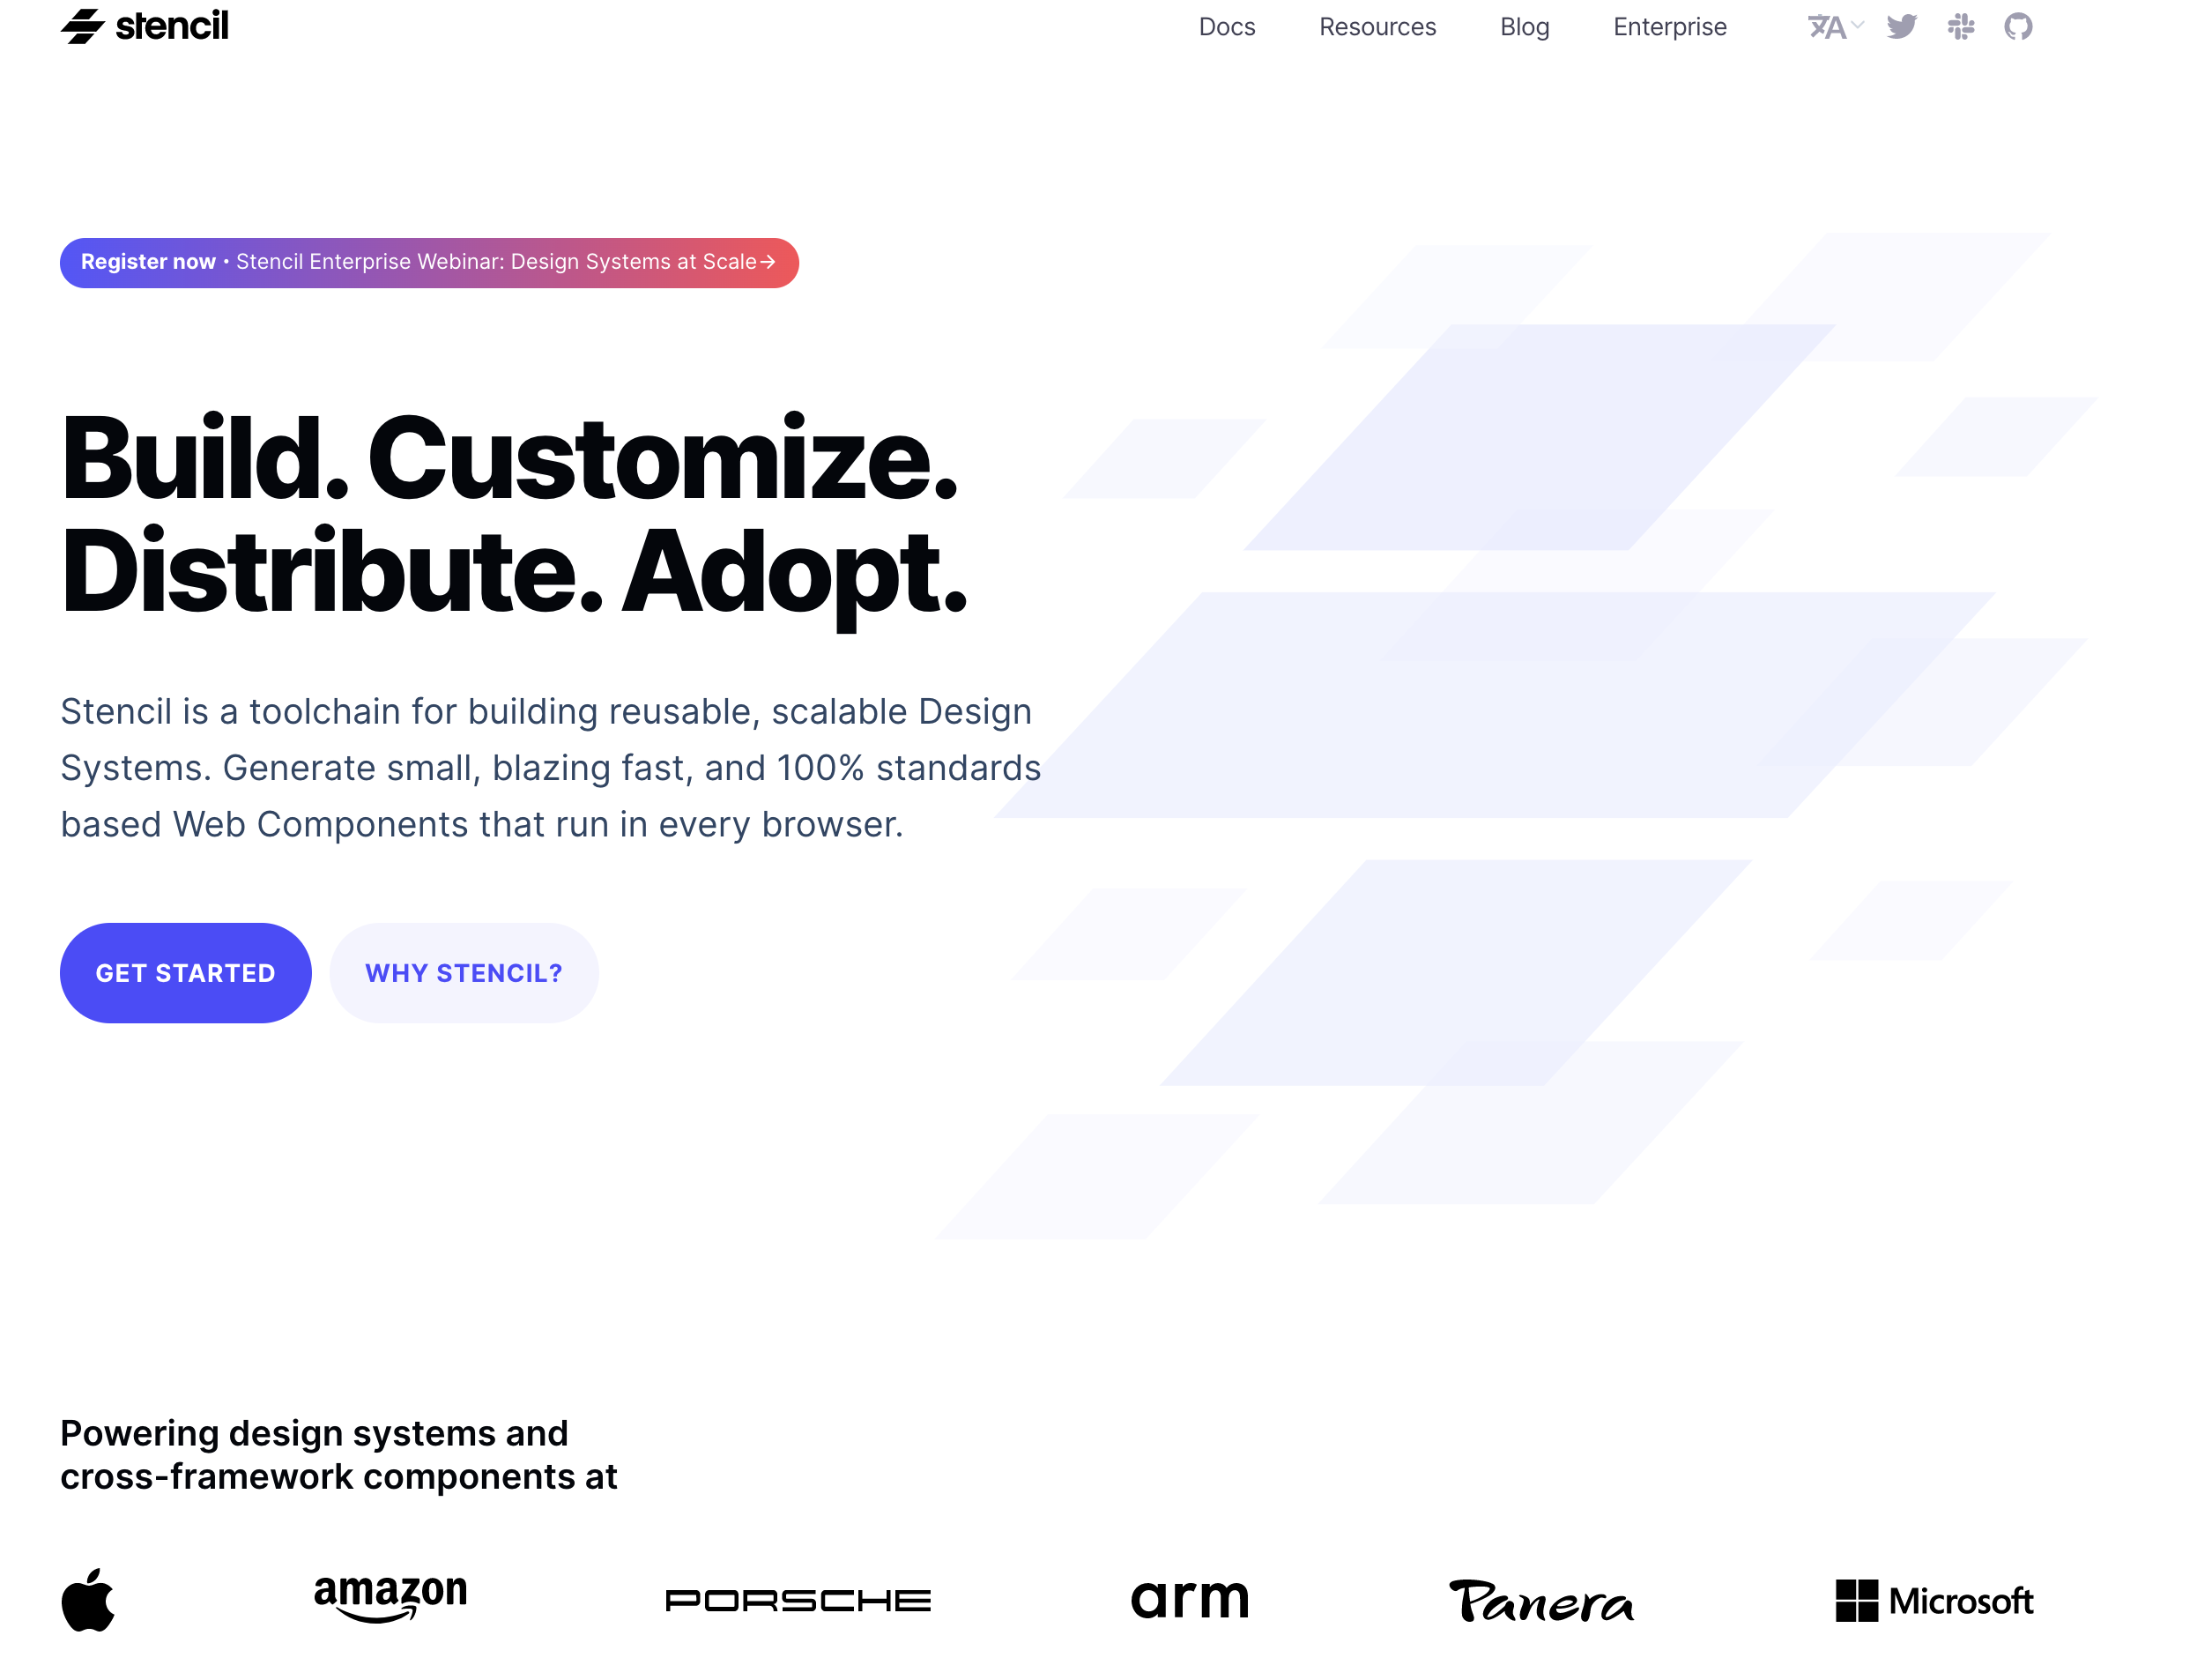 stencil
Docs Resources Blog Enterprise
Register now • Stencil Enterprise Webinar: Design Systems at Scale→
Build. Customize.
Distribute. Adopt.
Stencil is a toolchain for building reusable, scalable Design
Systems. Generate small, blazing fast, and 100% standards
based Web Components that run in every browser.
GET STARTED WHY STENCIL?
Powering design systems and
cross-framework components at
amazon PORSCHE arm Panera Microsoft